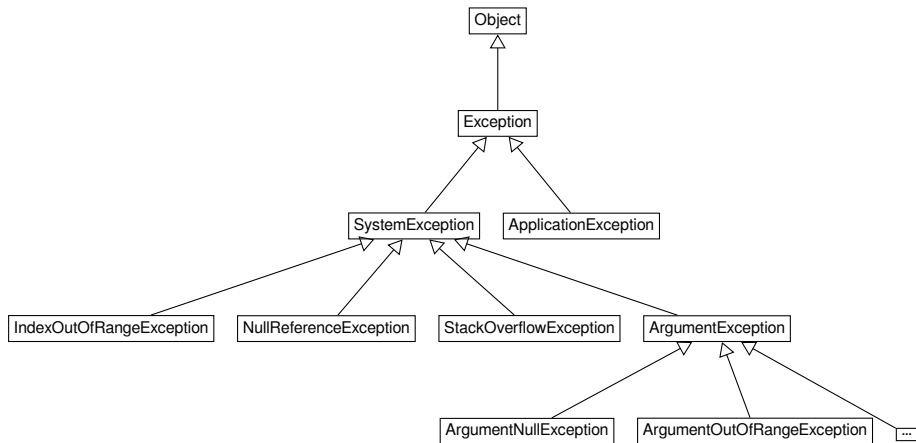 Object
Exception
SystemException
ApplicationException
IndexOutOfRangeException
NullReferenceException
StackOverflowException
ArgumentException
ArgumentNullException
ArgumentOutOfRangeException
...